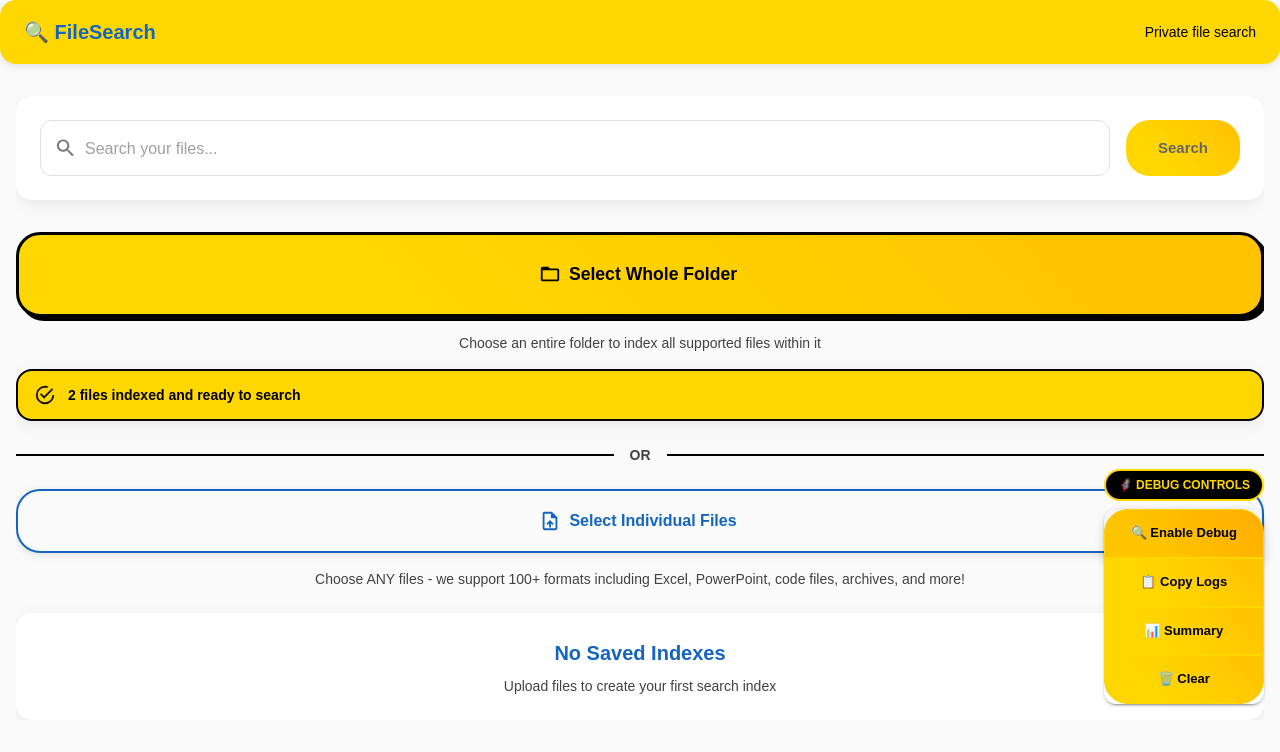 🔍 FileSearch
Private file search
Search your files...
Search
Select Whole Folder
Choose an entire folder to index all supported files within it
2 files indexed and ready to search
OR
Select Individual Files
Choose ANY files - we support 100+ formats including Excel, PowerPoint, code files, archives, and more!
No Saved Indexes
Upload files to create your first search index
🦸 DEBUG CONTROLS
🔍 Enable Debug
📋 Copy Logs
📊 Summary
🗑️ Clear